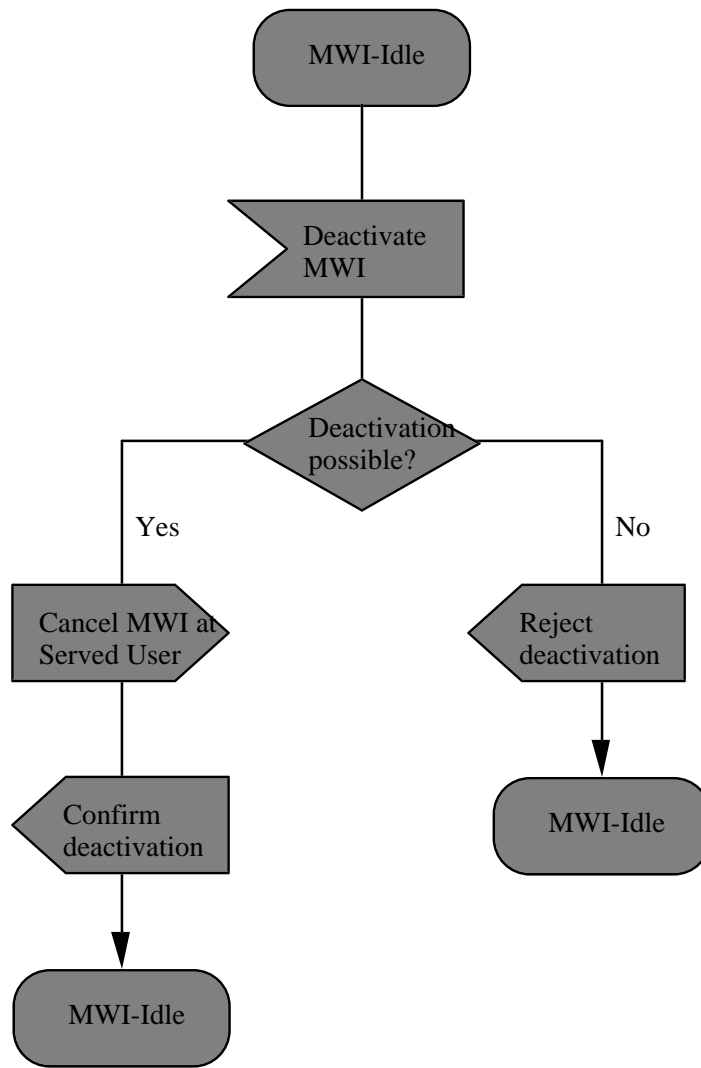 MWI-Idle
Deactivate
MWI
Deactivation
possible?
Yes
No
Cancel MWI at
Served User
Reject
deactivation
Confirm
deactivation
MWI-Idle
MWI-Idle